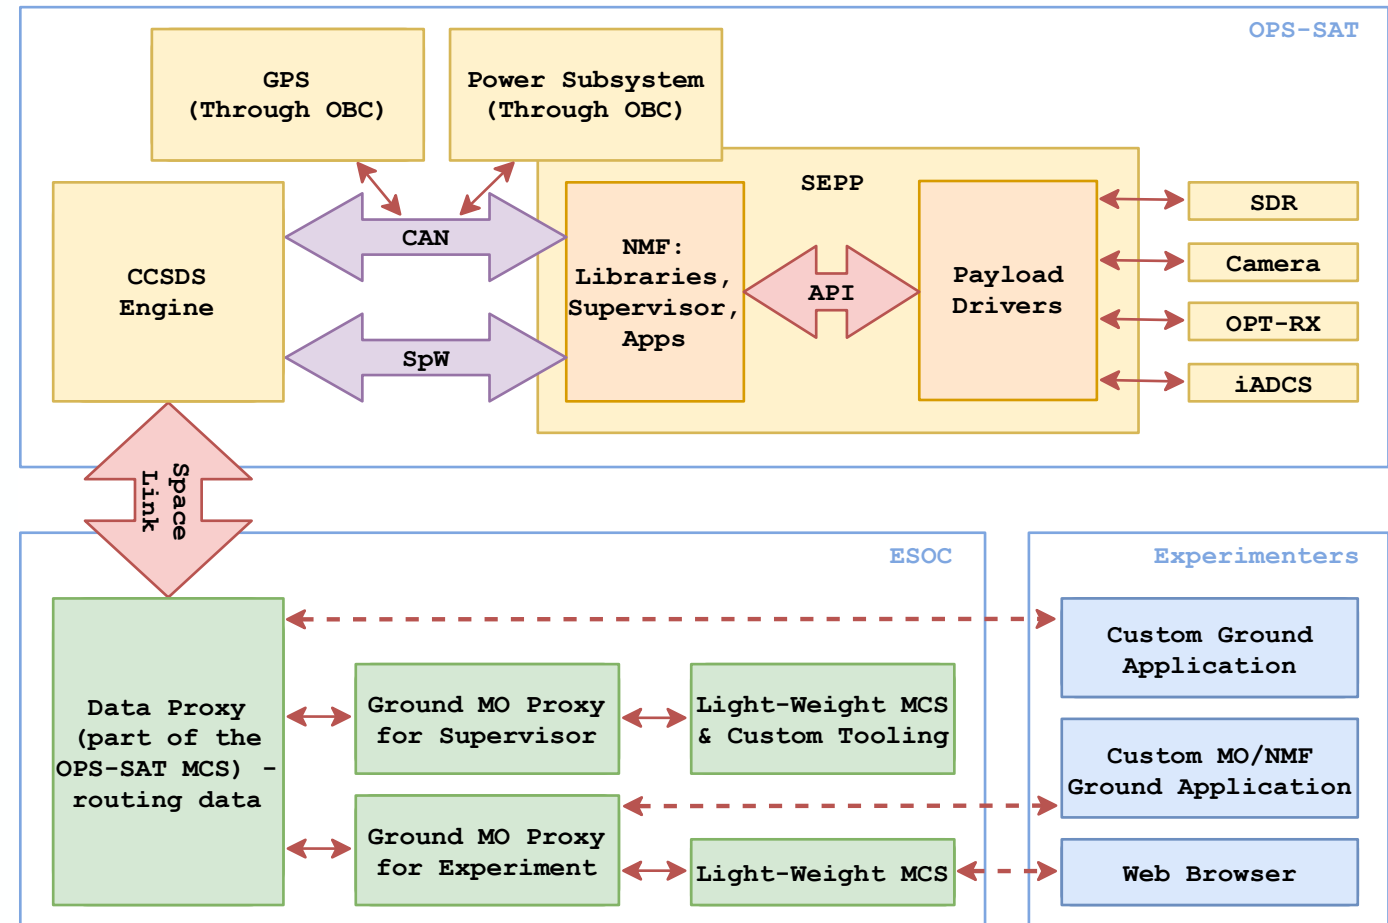 OPS-SAT
GPS
(Through OBC)
Power Subsystem
(Through OBC)
SEPP
CCSDS
Engine
CAN
SpW
NMF:
Libraries,
Supervisor,
Apps
API
Payload
Drivers
SDR
Camera
OPT-RX
iADCS
Space
Link
ESOC
Experimenters
Data Proxy
(part of the
OPS-SAT MCS) -
routing data
Ground MO Proxy
for Supervisor
Light-Weight MCS
& Custom Tooling
Ground MO Proxy
for Experiment
Light-Weight MCS
Custom Ground
Application
Custom MO/NMF
Ground Application
Web Browser